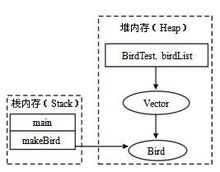 堆内存（Heap）
BirdTest. birdList
Vector
Bird
栈内存（Stack）
main
makeBird